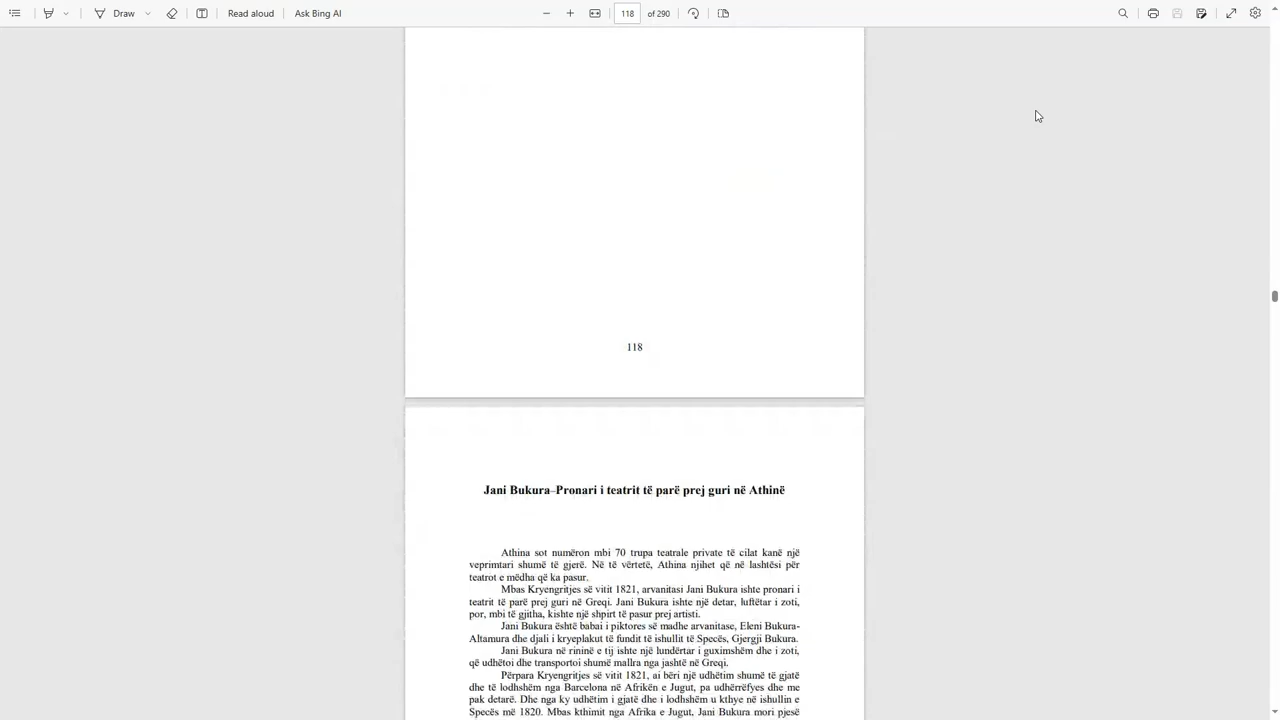 Draw
Read aloud
Ask Bing AI
118
of 290
118
Jani Bukura–Pronari i teatrit të parë prej guri në Athinë
Athina sot numëron mbi 70 trupa teatrale private të cilat kanë një
veprimtari shumë të gjerë. Në të vërtetë, Athina njihet që në lashtësi për
teatrot e mëdha që ka pasur.
Mbas Kryengritjes së vitit 1821, arvanitasi Jani Bukura ishte pronari i
teatrit të parë prej guri në Greqi. Jani Bukura ishte një detar, luftëtar i zoti,
por, mbi të gjitha, kishte një shpirt të pasur prej artisti.
Jani Bukura është babai i piktores së madhe arvanitase, Eleni Bukura-
Altamura dhe djali i kryeplakut të fundit të ishullit të Specës, Gjergji Bukura.
Jani Bukura në rininë e tij ishte një lundërtar i guximshëm dhe i zoti,
që udhëtoi dhe transportoi shumë mallra nga jashtë në Greqi.
Përpara Kryengritjes së vitit 1821, ai bëri një udhëtim shumë të gjatë
dhe të lodhshëm nga Barcelona në Afrikën e Jugut, pa udhërrëfyes dhe me
pak detarë. Dhe nga ky udhëtim i gjatë dhe i lodhshëm u kthye në ishullin e
Specës më 1820. Mbas kthimit nga Afrika e Jugut, Jani Bukura mori pjesë